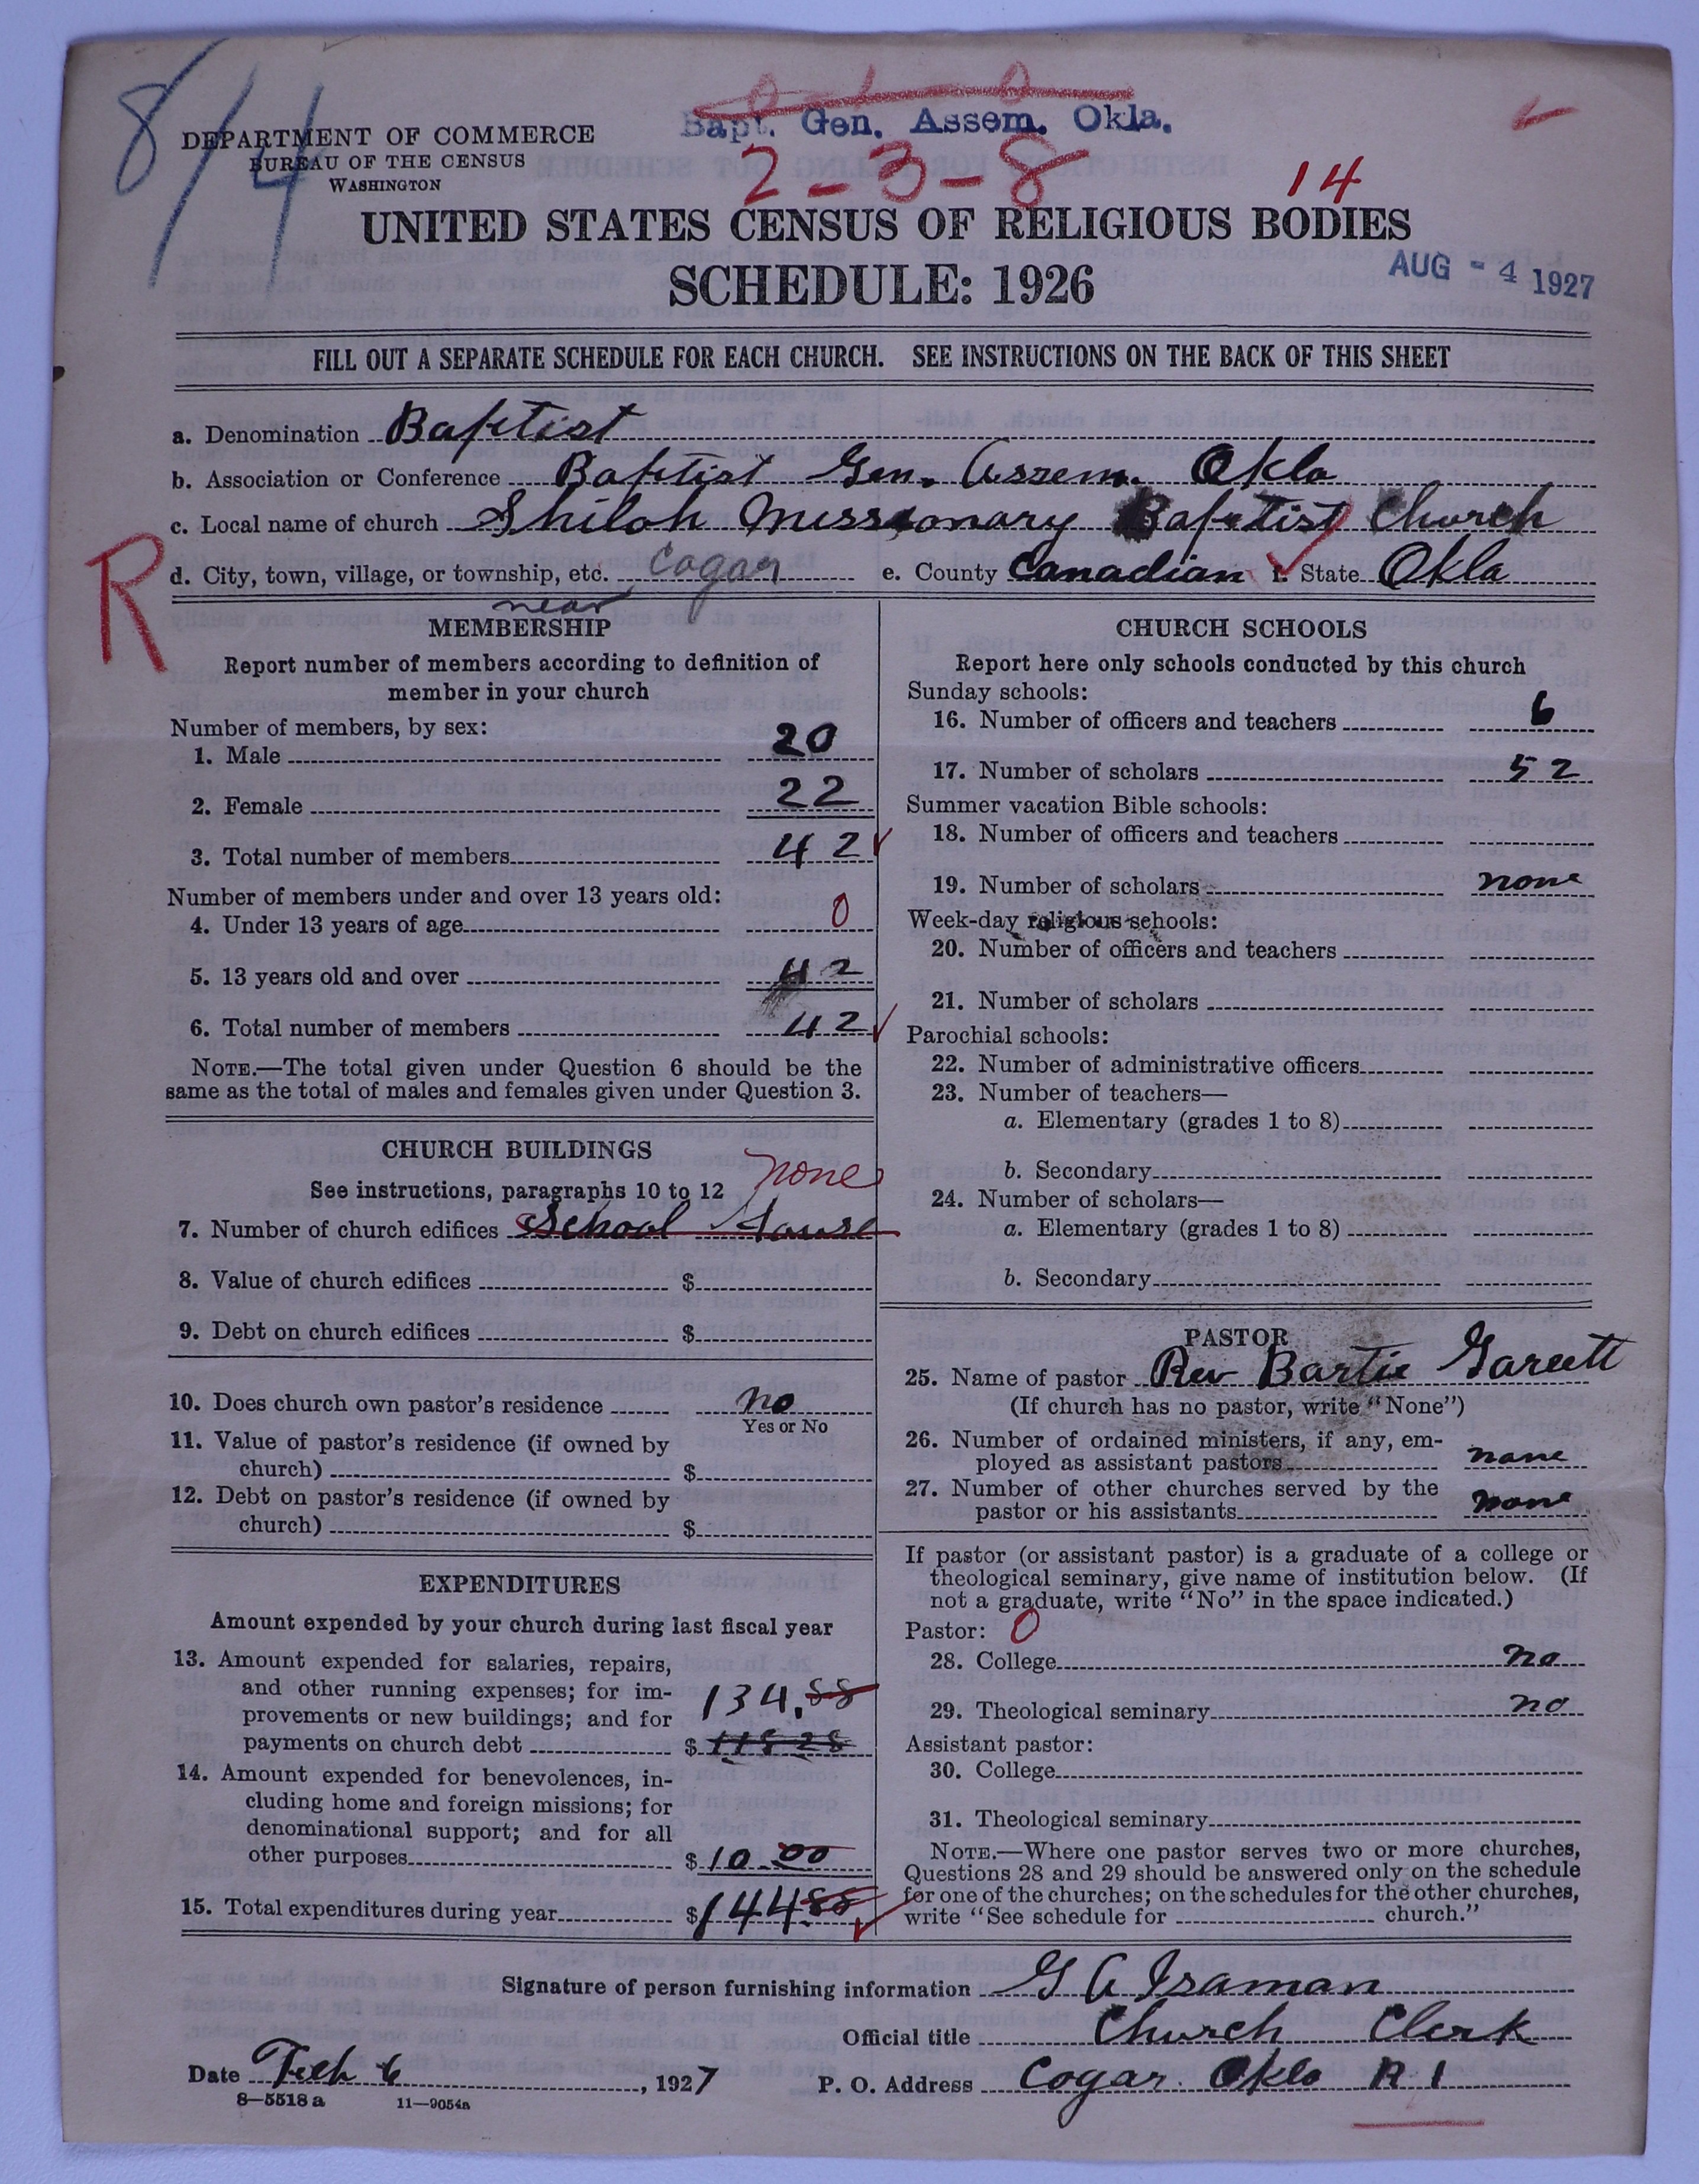 8/4
Bapt. Gen. Assem. Okla.
2-3-8
14
DEPARTMENT OF COMMERCE
BUREAU OF THE CENSUS
WASHINGTON
UNITED STATES CENSUS OF RELIGIOUS BODIES
SCHEDULE: 1926
AUG - 4 1927
FILL OUT A SEPARATE SCHEDULE FOR EACH CHURCH. SEE INSTRUCTIONS ON THE BACK OF THIS SHEET
a. Denomination Baptist
b. Association or Conference Baptist Gen. Assem. Okla
c. Local name of church Shiloh Missionary Baptist Church
R
d. City, town, village, or township, etc. near Cogar e. County Canadian f. State Okla
MEMBERSHIP
Report number of members according to definition of
member in your church
Number of members, by sex:
1. Male 20
2. Female 22
3. Total number of members 42
Number of members under and over 13 years old:
4. Under 13 years of age 0
5. 13 years old and over 42
6. Total number of members 42
NOTE.—The total given under Question 6 should be the
same as the total of males and females given under Question 3.
CHURCH BUILDINGS
See instructions, paragraphs 10 to 12 none
7. Number of church edifices School House
8. Value of church edifices $
9. Debt on church edifices $
10. Does church own pastor's residence no
Yes or No
11. Value of pastor's residence (if owned by
church) $
12. Debt on pastor's residence (if owned by
church) $
EXPENDITURES
Amount expended by your church during last fiscal year
13. Amount expended for salaries, repairs,
and other running expenses; for im-
provements or new buildings; and for 134.88
payments on church debt $ 118 28
14. Amount expended for benevolences, in-
cluding home and foreign missions; for
denominational support; and for all
other purposes $ 10.00
15. Total expenditures during year $ 144 88
CHURCH SCHOOLS
Report here only schools conducted by this church
Sunday schools:
16. Number of officers and teachers 6
17. Number of scholars 52
Summer vacation Bible schools:
18. Number of officers and teachers
19. Number of scholars none
Week-day religious schools:
20. Number of officers and teachers
21. Number of scholars
Parochial schools:
22. Number of administrative officers
23. Number of teachers—
a. Elementary (grades 1 to 8)
b. Secondary
24. Number of scholars—
a. Elementary (grades 1 to 8)
b. Secondary
PASTOR
25. Name of pastor Rev Bartie Garett
(If church has no pastor, write "None")
26. Number of ordained ministers, if any, em-
ployed as assistant pastors none
27. Number of other churches served by the
pastor or his assistants none
If pastor (or assistant pastor) is a graduate of a college or
theological seminary, give name of institution below. (If
not a graduate, write "No" in the space indicated.)
Pastor: 0
28. College no
29. Theological seminary no
Assistant pastor:
30. College
31. Theological seminary
NOTE.—Where one pastor serves two or more churches,
Questions 28 and 29 should be answered only on the schedule
for one of the churches; on the schedules for the other churches,
write "See schedule for church."
Signature of person furnishing information G A Iraman
Official title Church Clerk
Date Feb 6, 1927 P. O. Address Cogar Okla R 1
8—5518 a 11—9054a